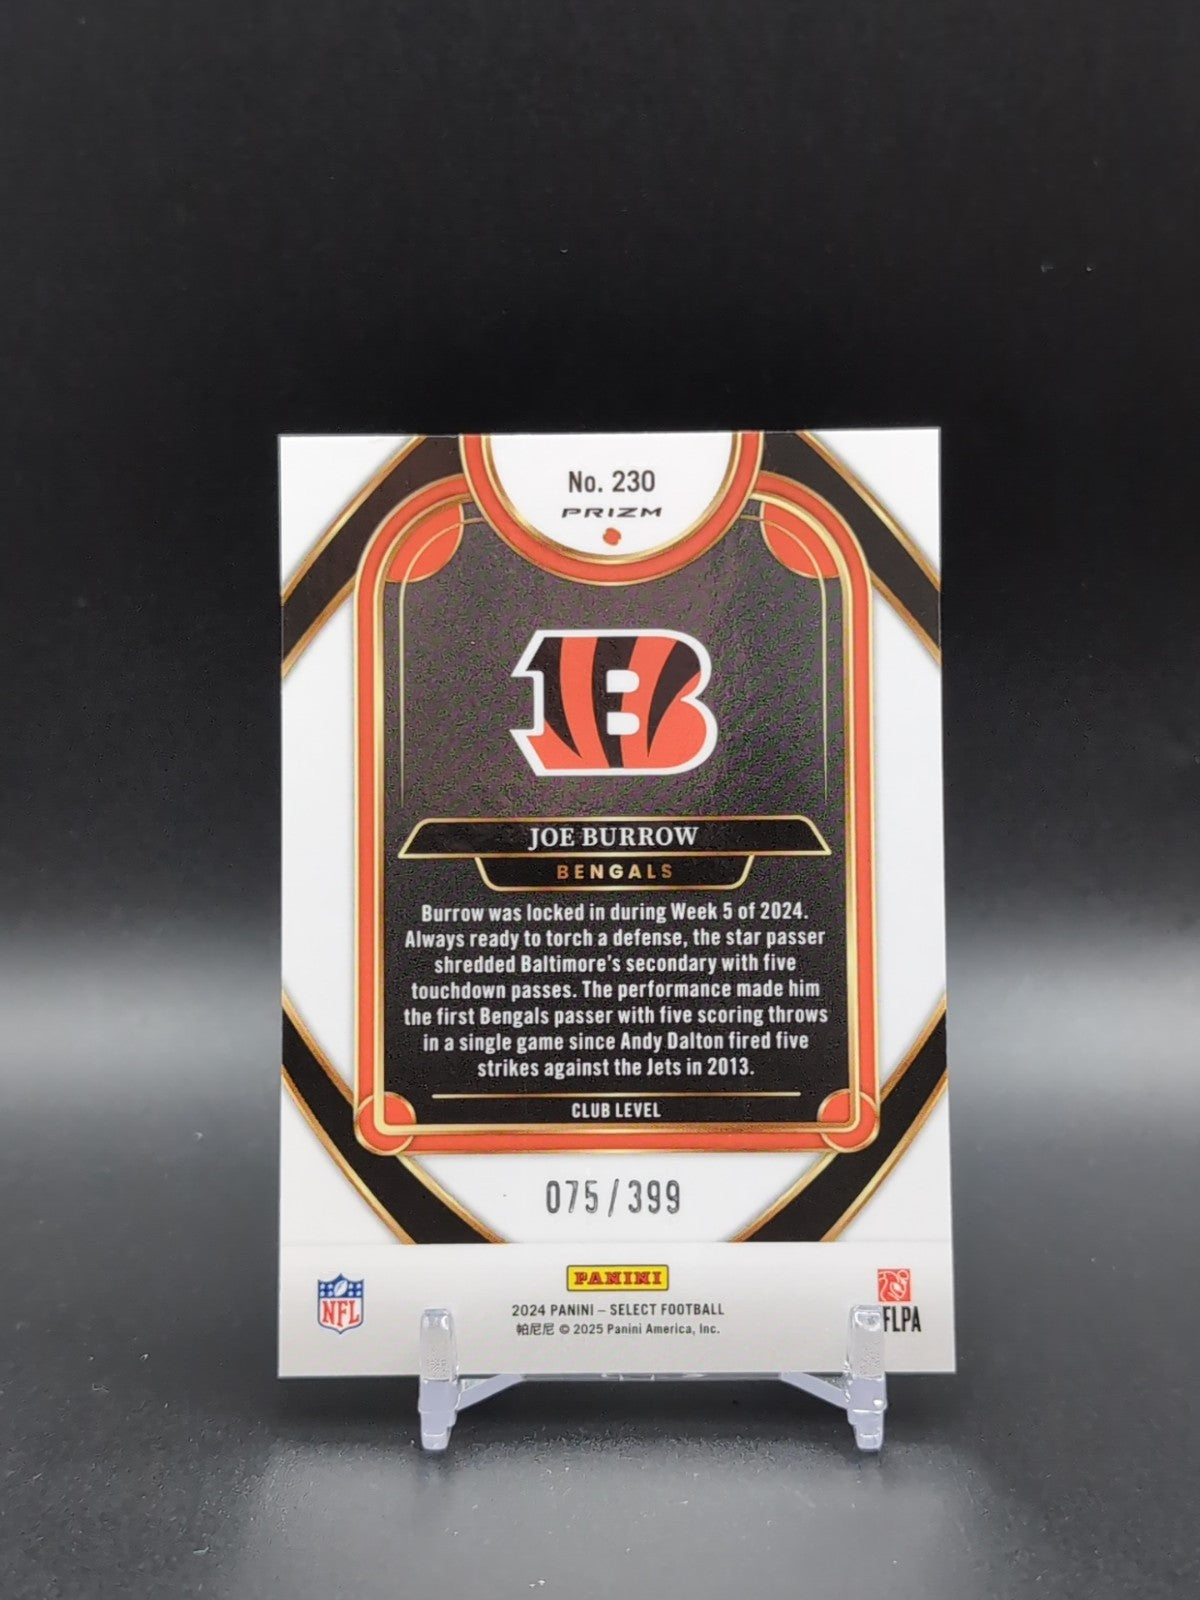 No. 230
PRIZM
B
JOE BURROW
BENGALS
Burrow was locked in during Week 5 of 2024.
Always ready to torch a defense, the star passer
shredded Baltimore's secondary with five
touchdown passes. The performance made him
the first Bengals passer with five scoring throws
in a single game since Andy Dalton fired five
strikes against the Jets in 2013.
CLUB LEVEL
075/399
NFL
PANINI
2024 PANINI – SELECT FOOTBALL
帕尼尼 © 2025 Panini America, Inc.
FLPA